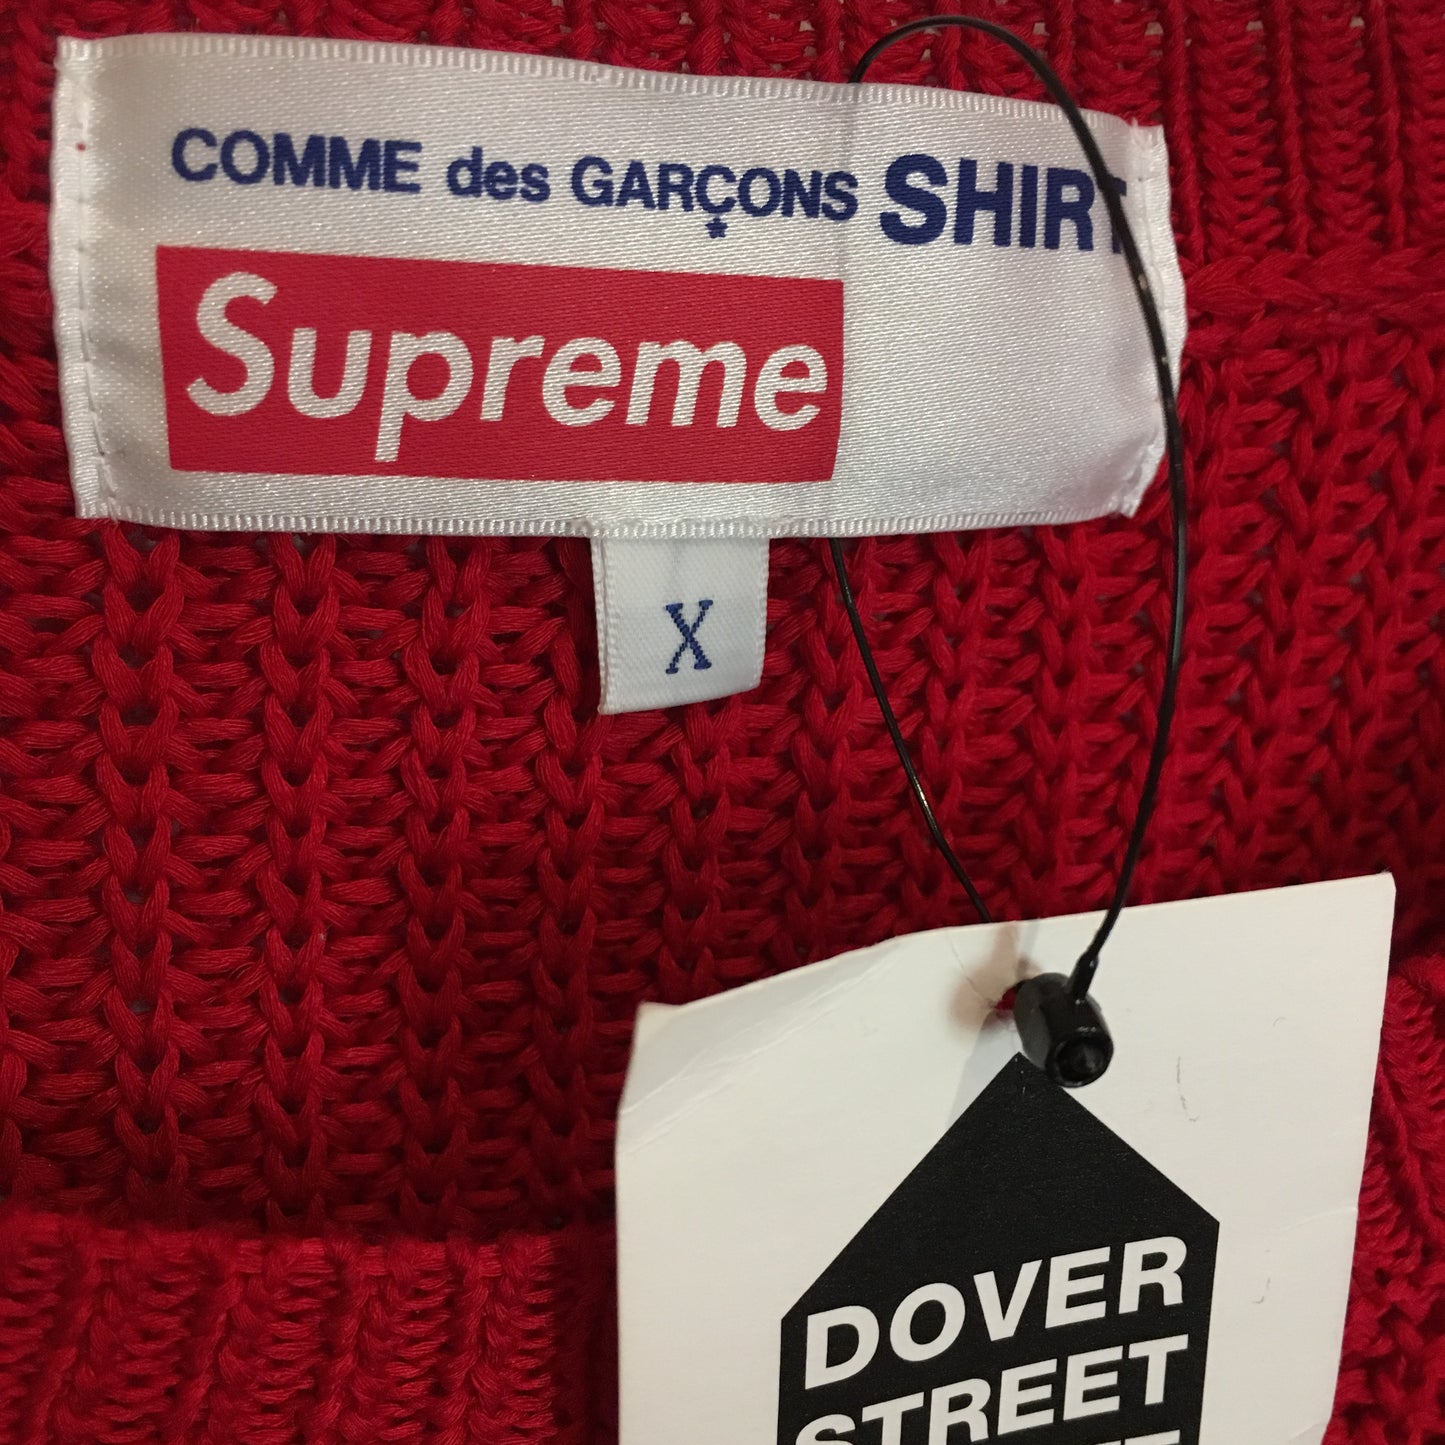 COMME des GARÇONS SHIRT
Supreme
X
DOVER
STREET